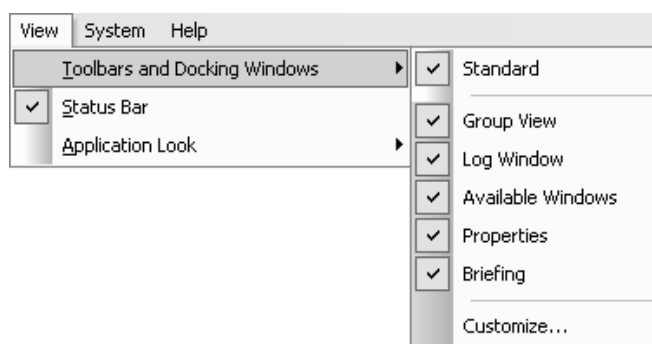 View System Help
Toolbars and Docking Windows
Status Bar
Application Look
Standard
Group View
Log Window
Available Windows
Properties
Briefing
Customize...